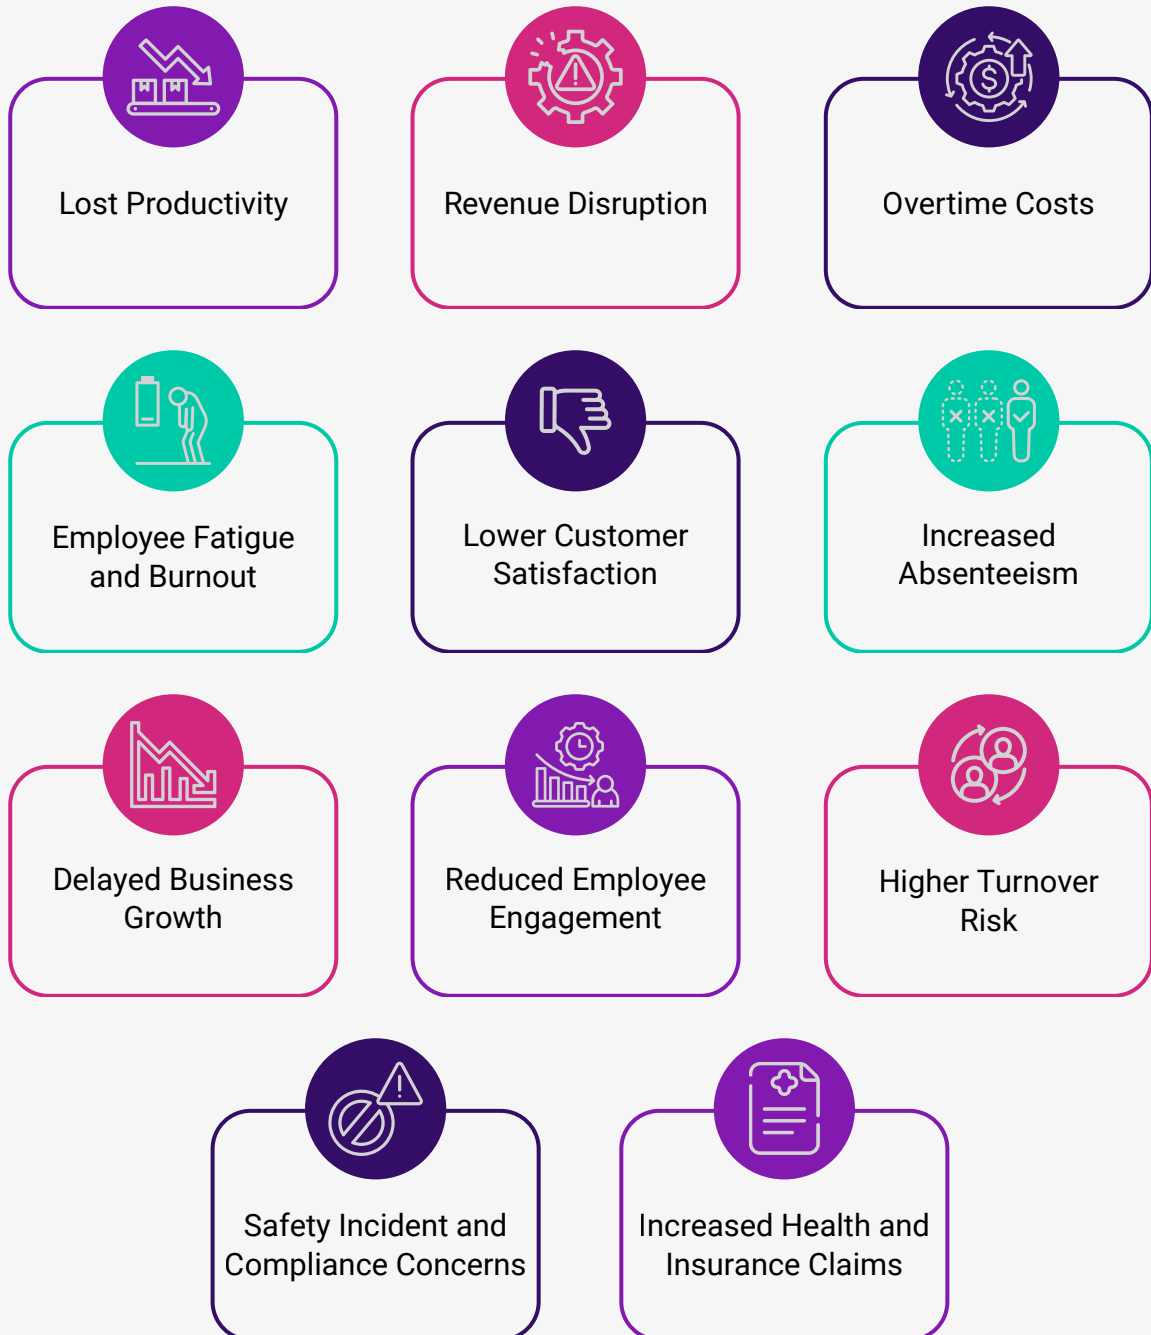 Lost Productivity
Revenue Disruption
Overtime Costs
Employee Fatigue
and Burnout
Lower Customer
Satisfaction
Increased
Absenteeism
Delayed Business
Growth
Reduced Employee
Engagement
Higher Turnover
Risk
Safety Incident and
Compliance Concerns
Increased Health and
Insurance Claims